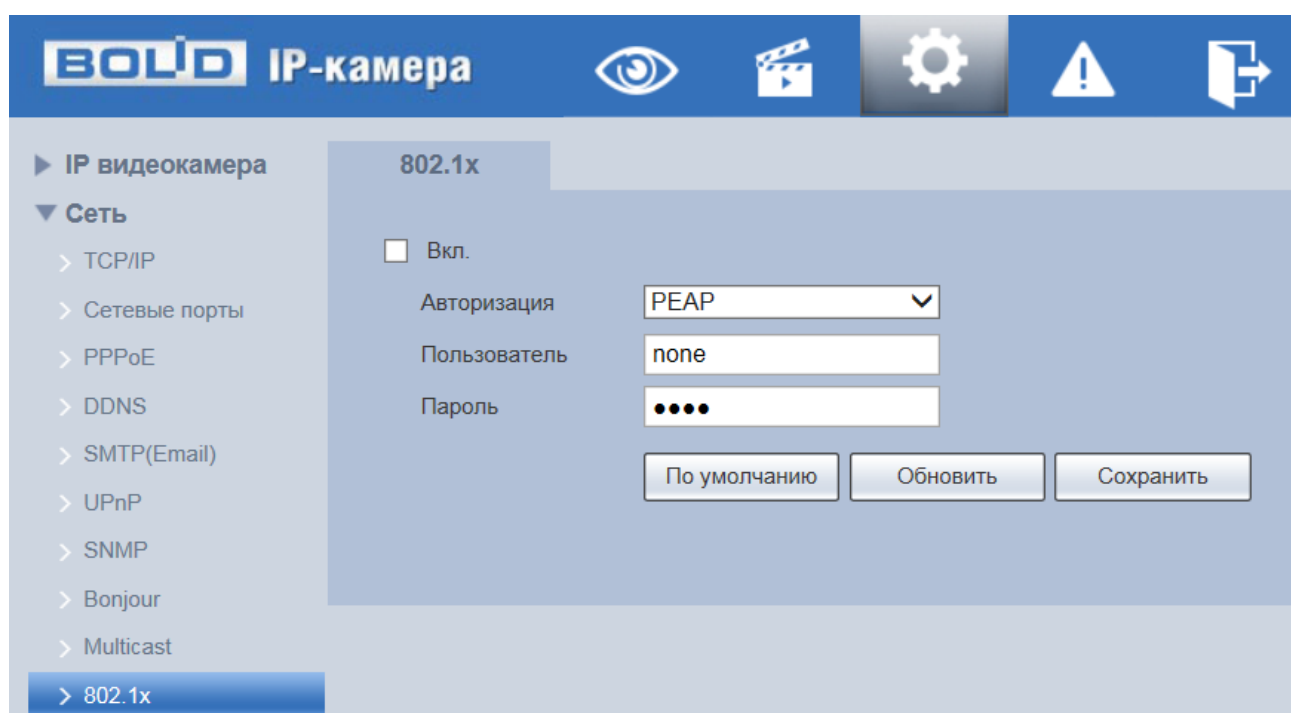 BOLID IP-камера
IP видеокамера
Сеть
TCP/IP
Сетевые порты
PPPoE
DDNS
SMTP(Email)
UPnP
SNMP
Bonjour
Multicast
802.1x
802.1x
Вкл.
Авторизация PEAP
Пользователь none
Пароль ●●●●
По умолчанию Обновить Сохранить